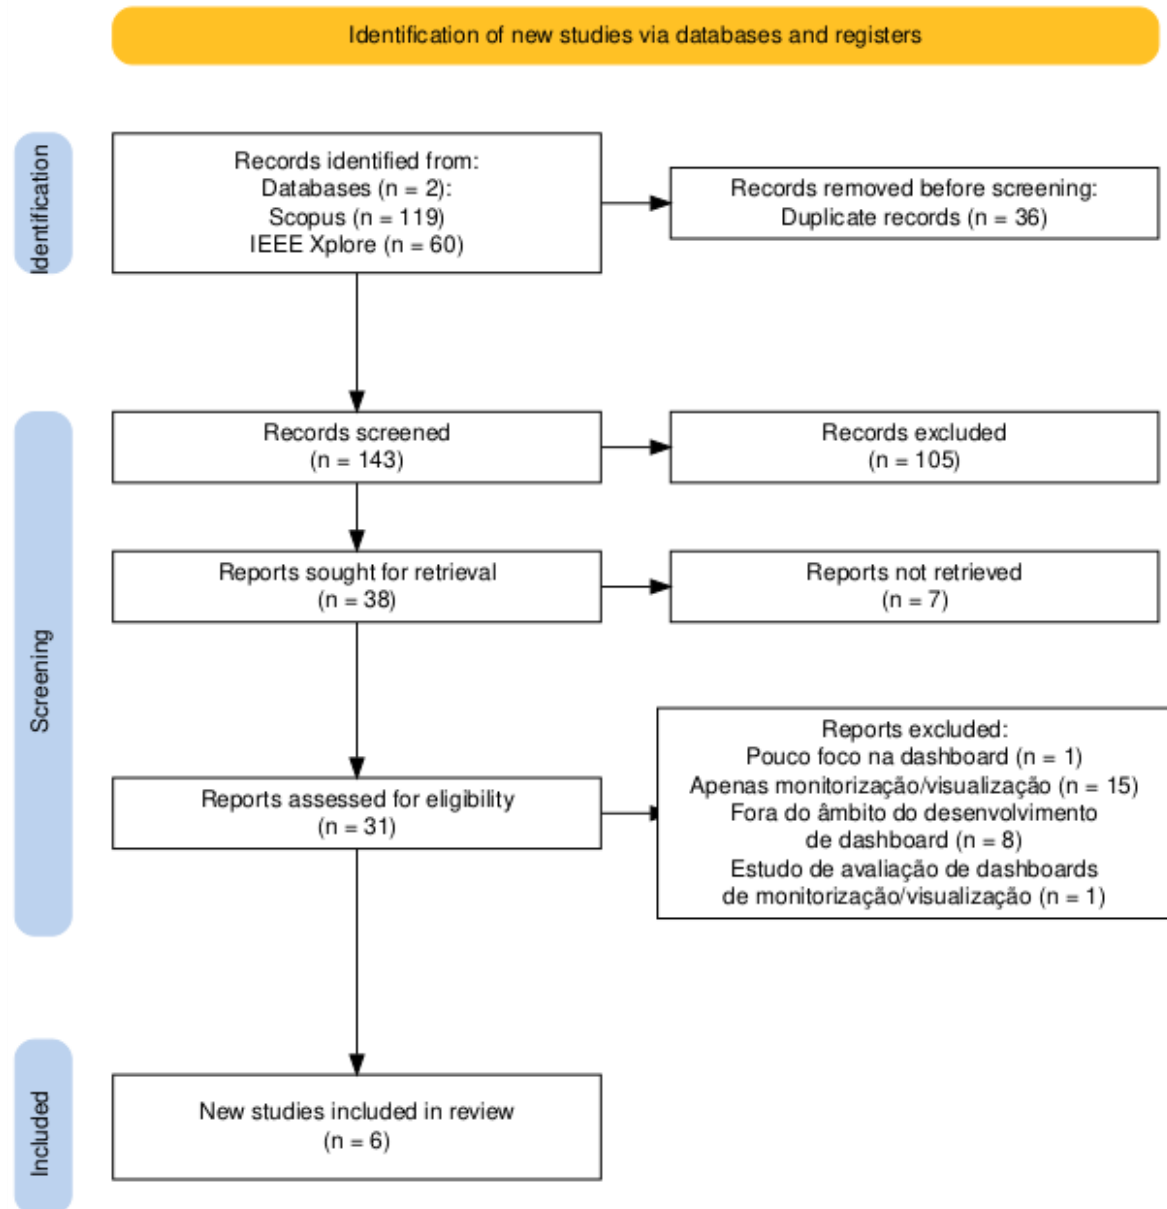 Identification of new studies via databases and registers
Identification
Records identified from:
Databases (n = 2):
Scopus (n = 119)
IEEE Xplore (n = 60)
Records removed before screening:
Duplicate records (n = 36)
Screening
Records screened
(n = 143)
Records excluded
(n = 105)
Reports sought for retrieval
(n = 38)
Reports not retrieved
(n = 7)
Reports assessed for eligibility
(n = 31)
Reports excluded:
Pouco foco na dashboard (n = 1)
Apenas monitorização/visualização (n = 15)
Fora do âmbito do desenvolvimento
de dashboard (n = 8)
Estudo de avaliação de dashboards
de monitorização/visualização (n = 1)
Included
New studies included in review
(n = 6)